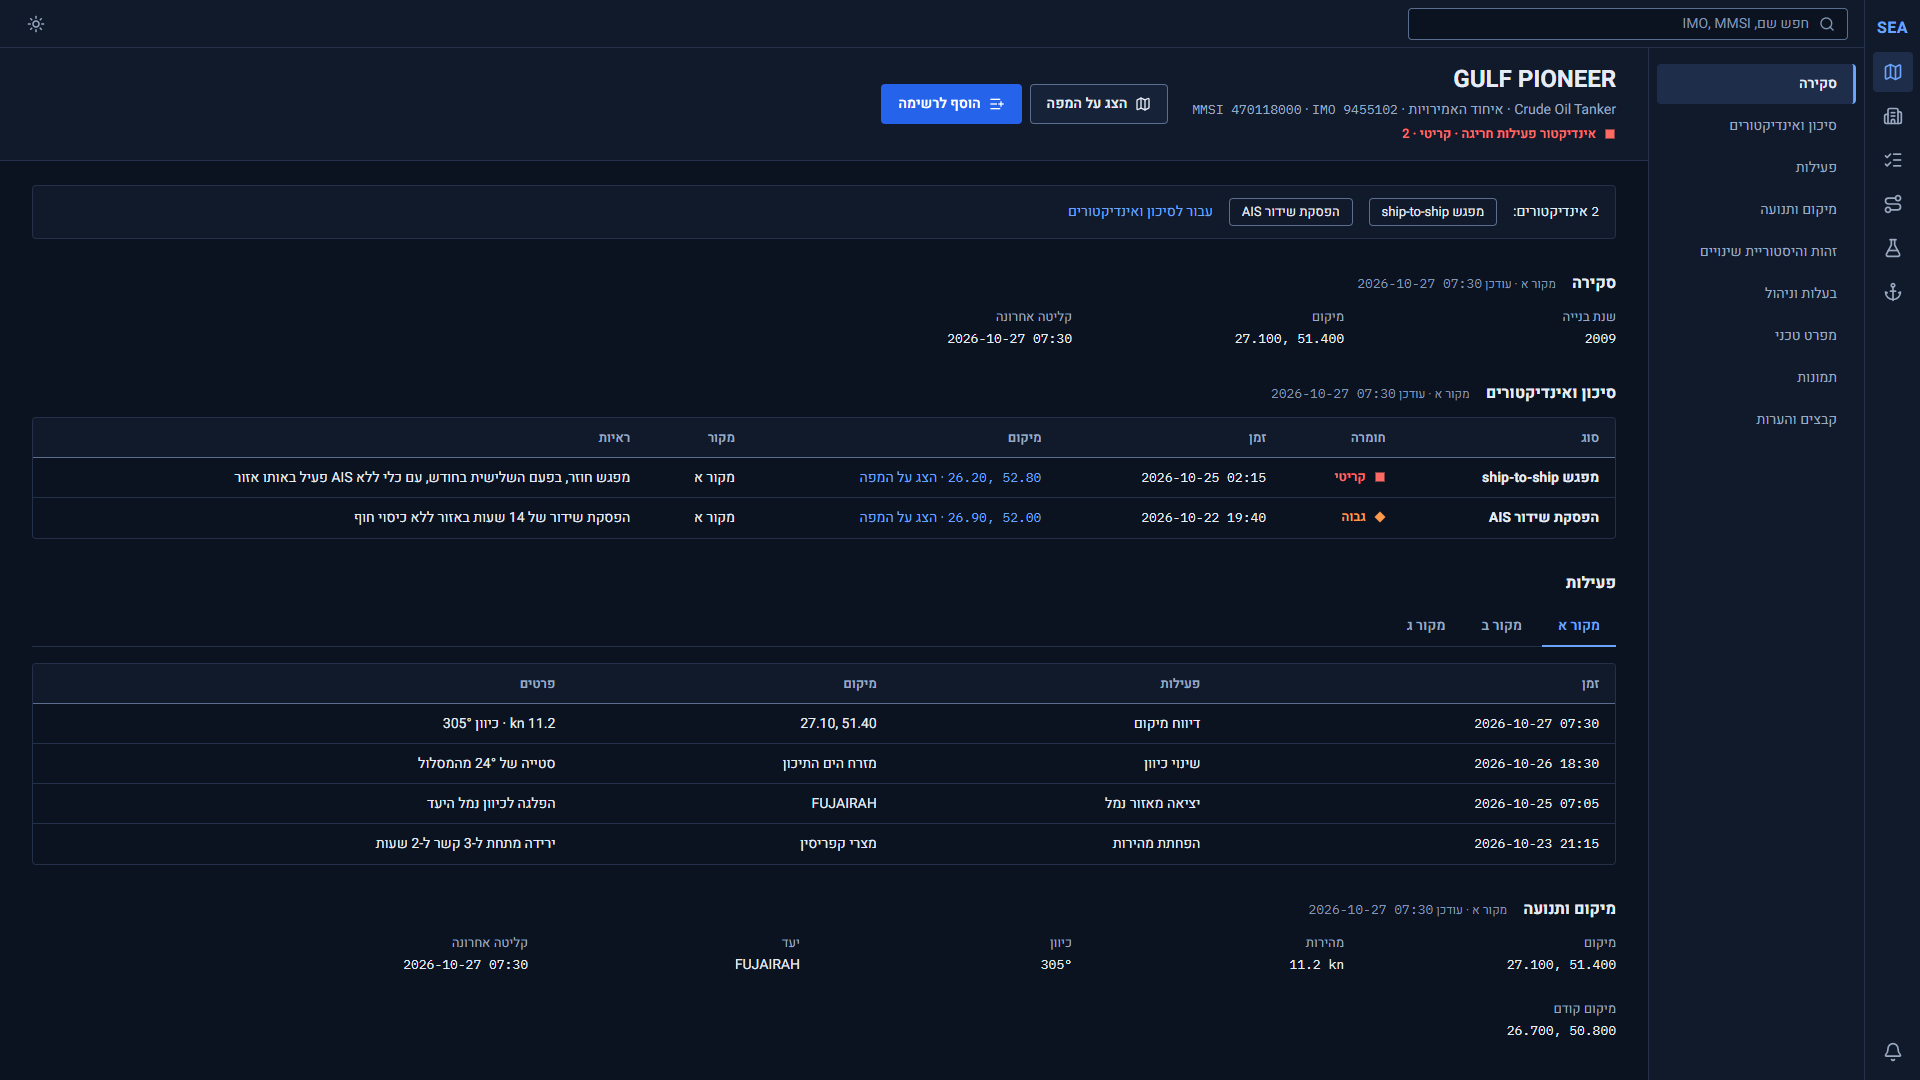 SEA
חפש שם, IMO, MMSI
סקירה
סיכון ואינדיקטורים
פעילות
מיקום ותנועה
זהות והיסטוריית שינויים
בעלות וניהול
מפרט טכני
תמונות
קבצים והערות
GULF PIONEER
Crude Oil Tanker · איחוד האמירויות · IMO 9455102 · MMSI 470118000
אינדיקטור פעילות חריגה · קריטי · 2
הצג על המפה
הוסף לרשימה
2 אינדיקטורים: מפגש ship-to-ship הפסקת שידור AIS עבור לסיכון ואינדיקטורים
סקירה מקור א · עודכן 2026-10-27 07:30
שנת בנייה מיקום קליטה אחרונה
2009 27.100, 51.400 2026-10-27 07:30
סיכון ואינדיקטורים מקור א · עודכן 2026-10-27 07:30
סוג חומרה זמן מיקום מקור ראיות
מפגש ship-to-ship קריטי 2026-10-25 02:15 26.20, 52.80 · הצג על המפה מקור א מפגש חוזר, בפעם השלישית בחודש, עם כלי ללא AIS פעיל באותו אזור
הפסקת שידור AIS גבוה 2026-10-22 19:40 26.90, 52.00 · הצג על המפה מקור א הפסקת שידור של 14 שעות באזור ללא כיסוי חוף
פעילות
מקור א מקור ב מקור ג
זמן פעילות מיקום פרטים
2026-10-27 07:30 דיווח מיקום 27.10, 51.40 11.2 kn · כיוון 305°
2026-10-26 18:30 שינוי כיוון מזרח הים התיכון סטייה של 24° מהמסלול
2026-10-25 07:05 יציאה מאזור נמל FUJAIRAH הפלגה לכיוון נמל היעד
2026-10-23 21:15 הפחתת מהירות מצרי קפריסין ירידה מתחת ל-3 קשר ל-2 שעות
מיקום ותנועה מקור א · עודכן 2026-10-27 07:30
מיקום מהירות כיוון יעד קליטה אחרונה
27.100, 51.400 11.2 kn 305° FUJAIRAH 2026-10-27 07:30
מיקום קודם
26.700, 50.800